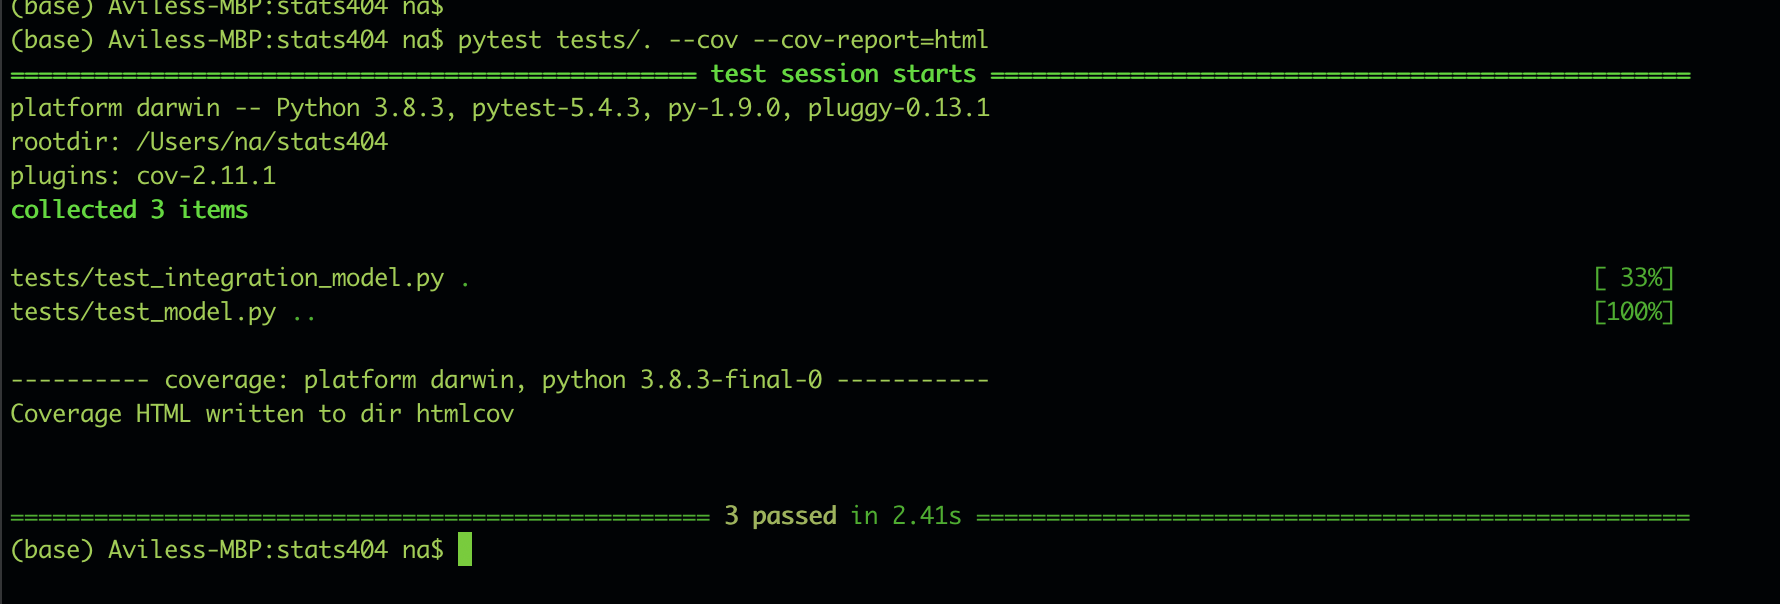 (base) Aviless-MBP:stats404 na$
(base) Aviless-MBP:stats404 na$ pytest tests/. --cov --cov-report=html
================================================= test session starts ==================================================
platform darwin -- Python 3.8.3, pytest-5.4.3, py-1.9.0, pluggy-0.13.1
rootdir: /Users/na/stats404
plugins: cov-2.11.1
collected 3 items
tests/test_integration_model.py . [ 33%]
tests/test_model.py .. [100%]
---------- coverage: platform darwin, python 3.8.3-final-0 -----------
Coverage HTML written to dir htmlcov
================================================== 3 passed in 2.41s ===================================================
(base) Aviless-MBP:stats404 na$